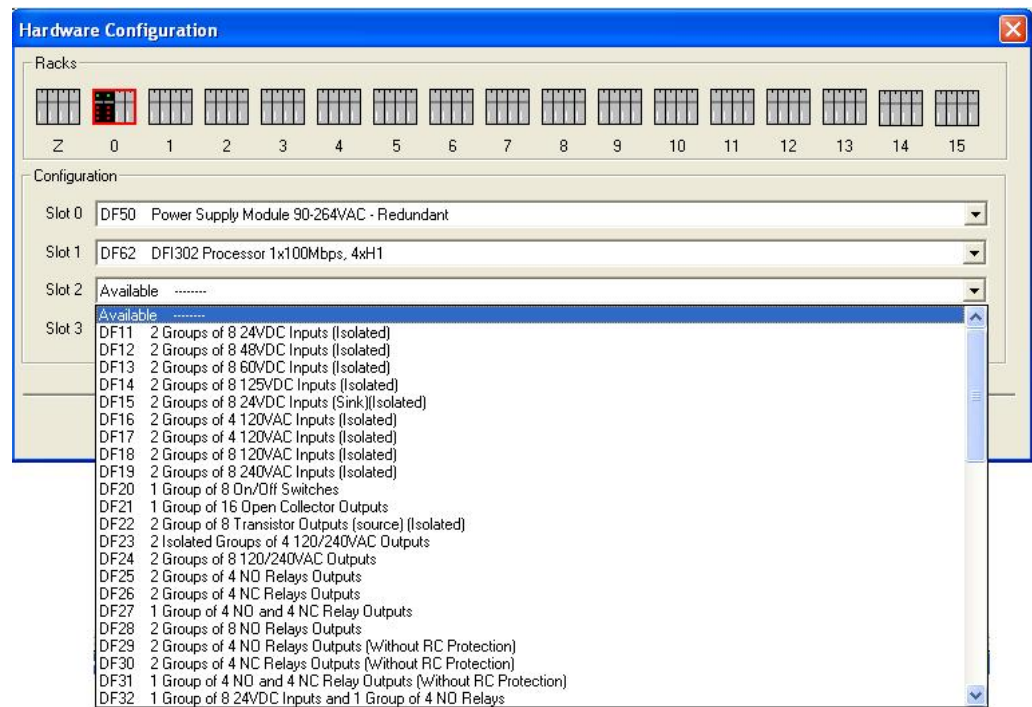 Hardware Configuration
Racks
Z 0 1 2 3 4 5 6 7 8 9 10 11 12 13 14 15
Configuration
Slot 0 DF50 Power Supply Module 90-264VAC - Redundant
Slot 1 DF62 DFI302 Processor 1x100Mbps, 4xH1
Slot 2 Available --------
Slot 3
Available --------
DF11 2 Groups of 8 24VDC Inputs (Isolated)
DF12 2 Groups of 8 48VDC Inputs (Isolated)
DF13 2 Groups of 8 60VDC Inputs (Isolated)
DF14 2 Groups of 8 125VDC Inputs (Isolated)
DF15 2 Groups of 8 24VDC Inputs (Sink)(Isolated)
DF16 2 Groups of 4 120VAC Inputs (Isolated)
DF17 2 Groups of 4 120VAC Inputs (Isolated)
DF18 2 Groups of 8 120VAC Inputs (Isolated)
DF19 2 Groups of 8 240VAC Inputs (Isolated)
DF20 1 Group of 8 On/Off Switches
DF21 1 Group of 16 Open Collector Outputs
DF22 2 Group of 8 Transistor Outputs (source) (Isolated)
DF23 2 Isolated Groups of 4 120/240VAC Outputs
DF24 2 Groups of 8 120/240VAC Outputs
DF25 2 Groups of 4 NO Relays Outputs
DF26 2 Groups of 4 NC Relays Outputs
DF27 1 Group of 4 NO and 4 NC Relay Outputs
DF28 2 Groups of 8 NO Relays Outputs
DF29 2 Groups of 4 NO Relays Outputs (Without RC Protection)
DF30 2 Groups of 4 NC Relays Outputs (Without RC Protection)
DF31 1 Group of 4 NO and 4 NC Relay Outputs (Without RC Protection)
DF32 1 Group of 8 24VDC Inputs and 1 Group of 4 NO Relays